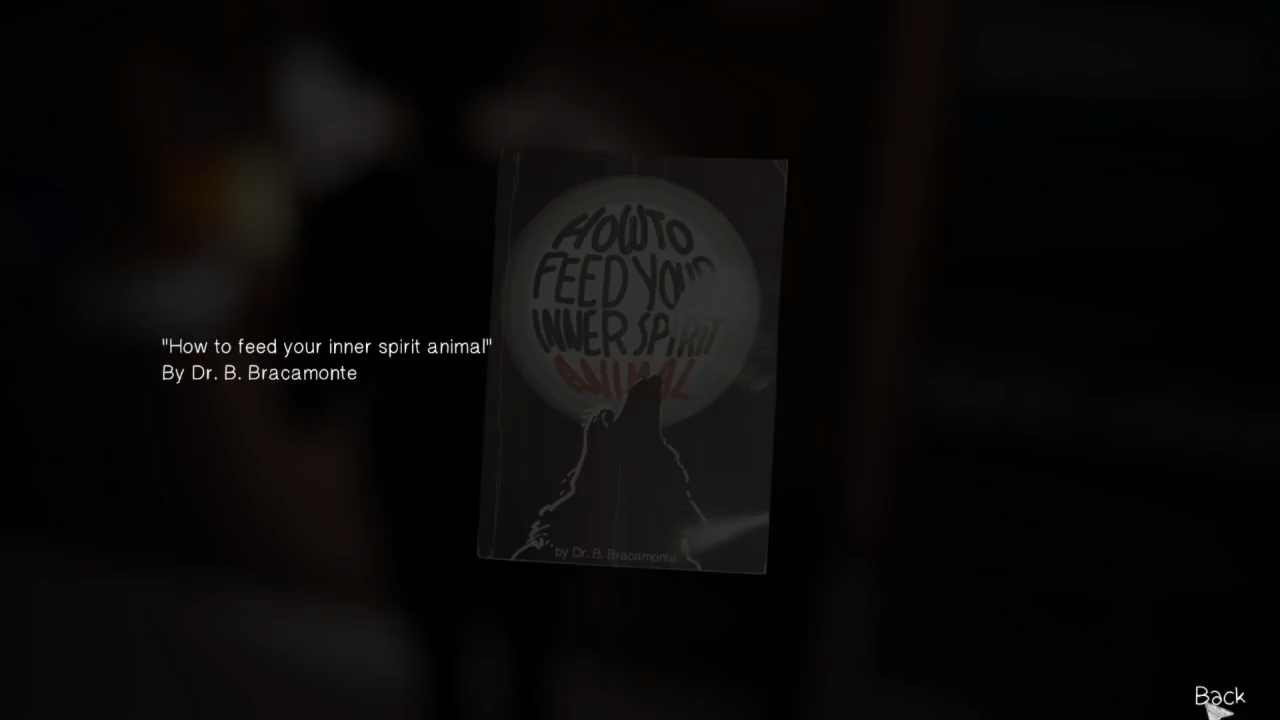 HOW TO
FEED YOUR
INNER SPIRIT
ANIMAL
"How to feed your inner spirit animal"
By Dr. B. Bracamonte
by Dr. B. Bracamonte
Back